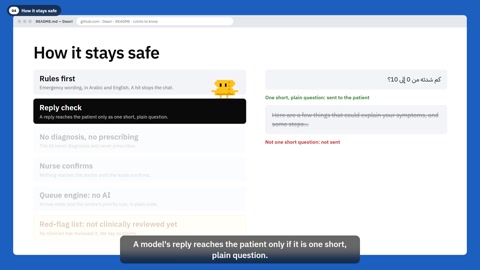 How it stays safe
README.md — Daawi
github.com · Daawi · README · Limits to know
How it stays safe
Rules first
Emergency wording, in Arabic and English. A hit stops the chat.
Reply check
A reply reaches the patient only as one short, plain question.
No diagnosis, no prescribing
Nurse confirms
Queue engine: no AI
Red-flag list: not clinically reviewed yet
كم شدته من 0 إلى 10؟
One short, plain question: sent to the patient
Here are a few things that could explain your symptoms, and
some steps...
Not one short question: not sent
A model's reply reaches the patient only if it is one short,
plain question.